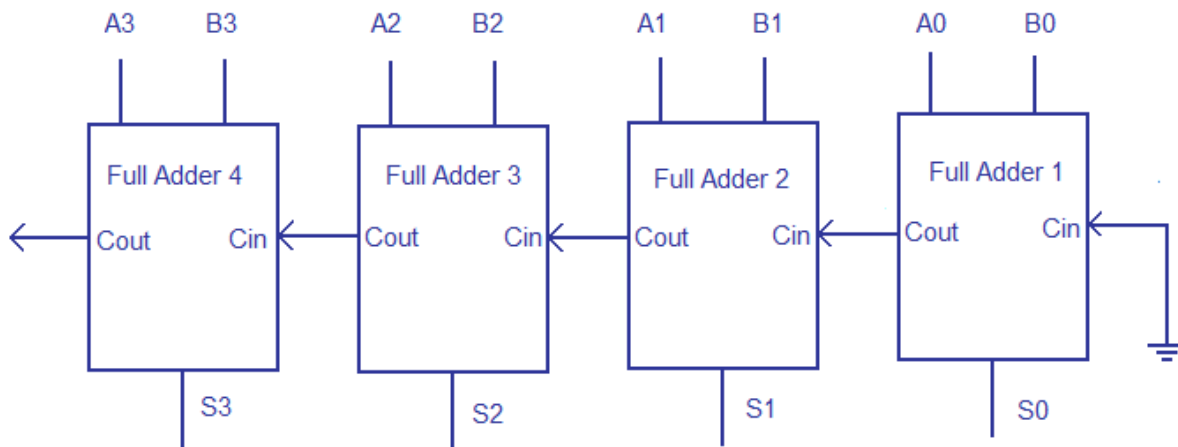 A3 B3 A2 B2 A1 B1 A0 B0
Full Adder 4 Full Adder 3 Full Adder 2 Full Adder 1
Cout Cin Cout Cin Cout Cin Cout Cin
S3 S2 S1 S0